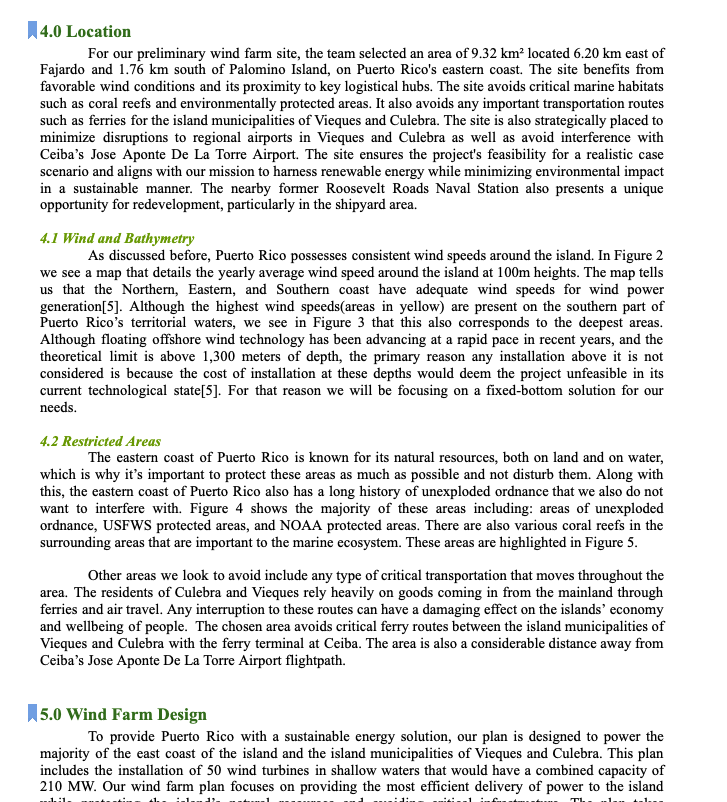 4.0 Location
For our preliminary wind farm site, the team selected an area of 9.32 km² located 6.20 km east of
Fajardo and 1.76 km south of Palomino Island, on Puerto Rico's eastern coast. The site benefits from
favorable wind conditions and its proximity to key logistical hubs. The site avoids critical marine habitats
such as coral reefs and environmentally protected areas. It also avoids any important transportation routes
such as ferries for the island municipalities of Vieques and Culebra. The site is also strategically placed to
minimize disruptions to regional airports in Vieques and Culebra as well as avoid interference with
Ceiba’s Jose Aponte De La Torre Airport. The site ensures the project's feasibility for a realistic case
scenario and aligns with our mission to harness renewable energy while minimizing environmental impact
in a sustainable manner. The nearby former Roosevelt Roads Naval Station also presents a unique
opportunity for redevelopment, particularly in the shipyard area.
4.1 Wind and Bathymetry
As discussed before, Puerto Rico possesses consistent wind speeds around the island. In Figure 2
we see a map that details the yearly average wind speed around the island at 100m heights. The map tells
us that the Northern, Eastern, and Southern coast have adequate wind speeds for wind power
generation[5]. Although the highest wind speeds(areas in yellow) are present on the southern part of
Puerto Rico’s territorial waters, we see in Figure 3 that this also corresponds to the deepest areas.
Although floating offshore wind technology has been advancing at a rapid pace in recent years, and the
theoretical limit is above 1,300 meters of depth, the primary reason any installation above it is not
considered is because the cost of installation at these depths would deem the project unfeasible in its
current technological state[5]. For that reason we will be focusing on a fixed-bottom solution for our
needs.
4.2 Restricted Areas
The eastern coast of Puerto Rico is known for its natural resources, both on land and on water,
which is why it’s important to protect these areas as much as possible and not disturb them. Along with
this, the eastern coast of Puerto Rico also has a long history of unexploded ordnance that we also do not
want to interfere with. Figure 4 shows the majority of these areas including: areas of unexploded
ordnance, USFWS protected areas, and NOAA protected areas. There are also various coral reefs in the
surrounding areas that are important to the marine ecosystem. These areas are highlighted in Figure 5.
Other areas we look to avoid include any type of critical transportation that moves throughout the
area. The residents of Culebra and Vieques rely heavily on goods coming in from the mainland through
ferries and air travel. Any interruption to these routes can have a damaging effect on the islands’ economy
and wellbeing of people. The chosen area avoids critical ferry routes between the island municipalities of
Vieques and Culebra with the ferry terminal at Ceiba. The area is also a considerable distance away from
Ceiba’s Jose Aponte De La Torre Airport flightpath.
5.0 Wind Farm Design
To provide Puerto Rico with a sustainable energy solution, our plan is designed to power the
majority of the east coast of the island and the island municipalities of Vieques and Culebra. This plan
includes the installation of 50 wind turbines in shallow waters that would have a combined capacity of
210 MW. Our wind farm plan focuses on providing the most efficient delivery of power to the island